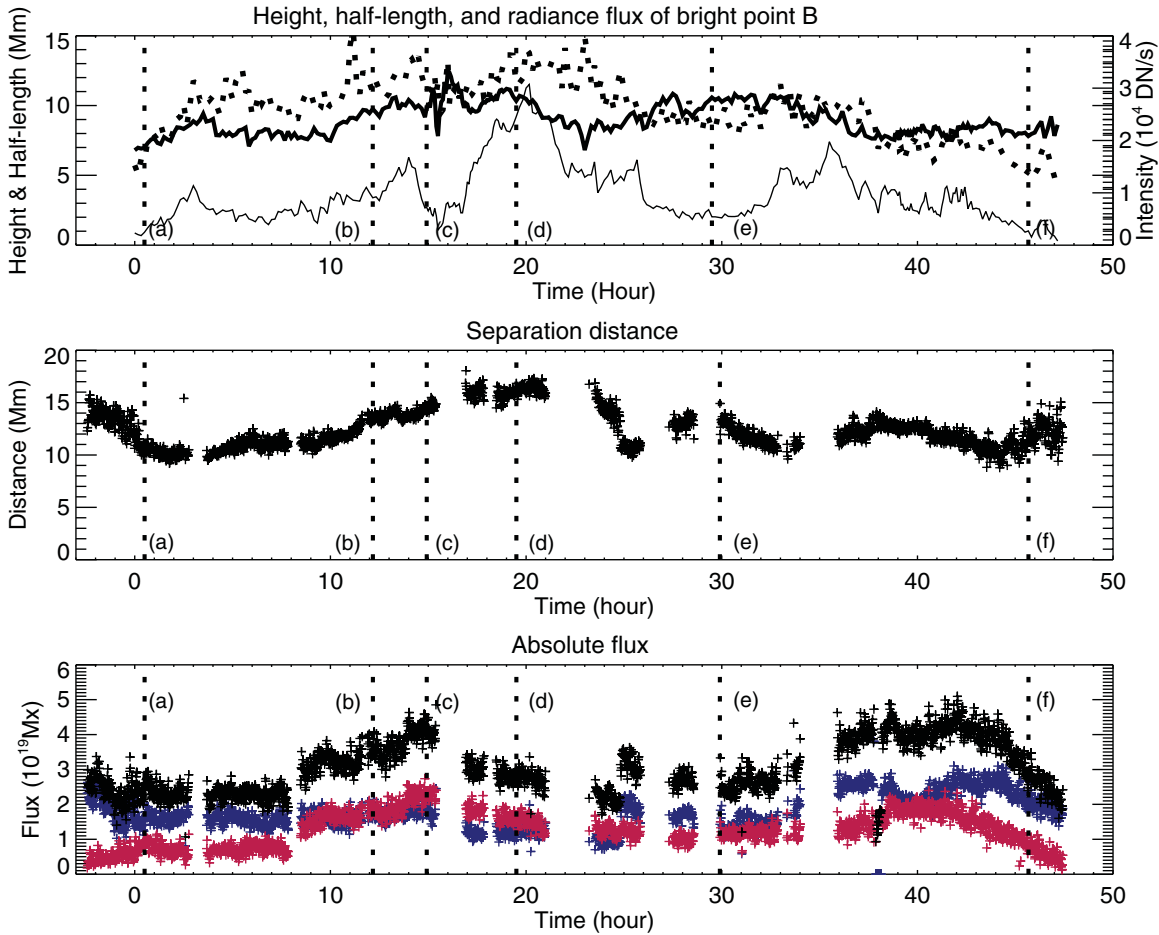 Height, half-length, and radiance flux of bright point B
Height & Half-length (Mm)
15
10
5
0
4
3
2
1
0
Intensity (10⁴ DN/s)
(a)
(b)
(c)
(d)
(e)
(f)
0 10 20 30 40 50
Time (Hour)
Separation distance
Distance (Mm)
20
15
10
5
0
(a)
(b)
(c)
(d)
(e)
(f)
0 10 20 30 40 50
Time (hour)
Absolute flux
Flux (10¹⁹Mx)
6
5
4
3
2
1
0
(a)
(b)
(c)
(d)
(e)
(f)
0 10 20 30 40 50
Time (hour)